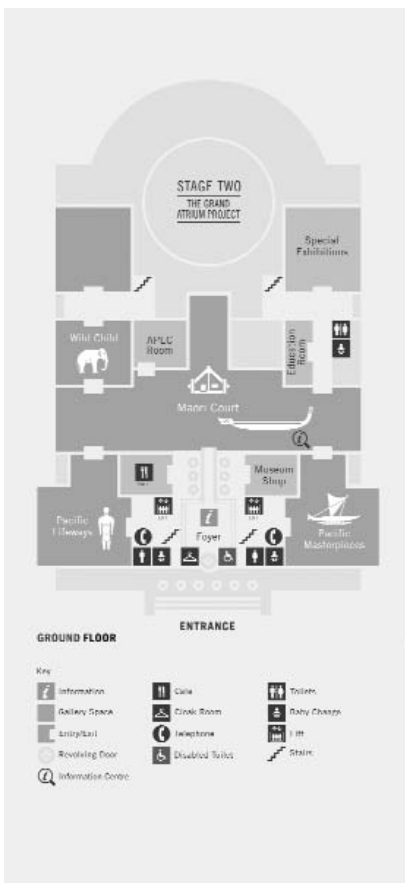 STAGE TWO
THE GRAND
ATRIUM PROJECT
Special
Exhibitions
Wild Child
APEC
Room
Education
Room
Maori Court
Museum
Shop
Pacific
Lifeways
Foyer
Pacific
Masterpieces
ENTRANCE
GROUND FLOOR
Key
Information
Gallery Space
Entry/Exit
Revolving Door
Information Centre
Cafe
Cloak Room
Telephone
Disabled Toilet
Toilets
Baby Change
Lift
Stairs